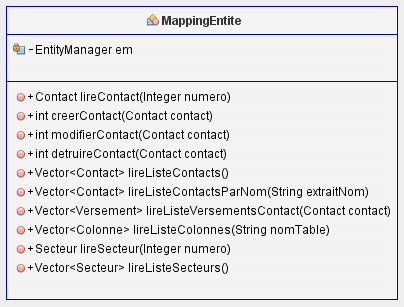 MappingEntite
- EntityManager em
+ Contact lireContact(Integer numero)
+ int creerContact(Contact contact)
+ int modifierContact(Contact contact)
+ int detruireContact(Contact contact)
+ Vector<Contact> lireListeContacts()
+ Vector<Contact> lireListeContactsParNom(String extraitNom)
+ Vector<Versement> lireListeVersementsContact(Contact contact)
+ Vector<Colonne> lireListeColonnes(String nomTable)
+ Secteur lireSecteur(Integer numero)
+ Vector<Secteur> lireListeSecteurs()